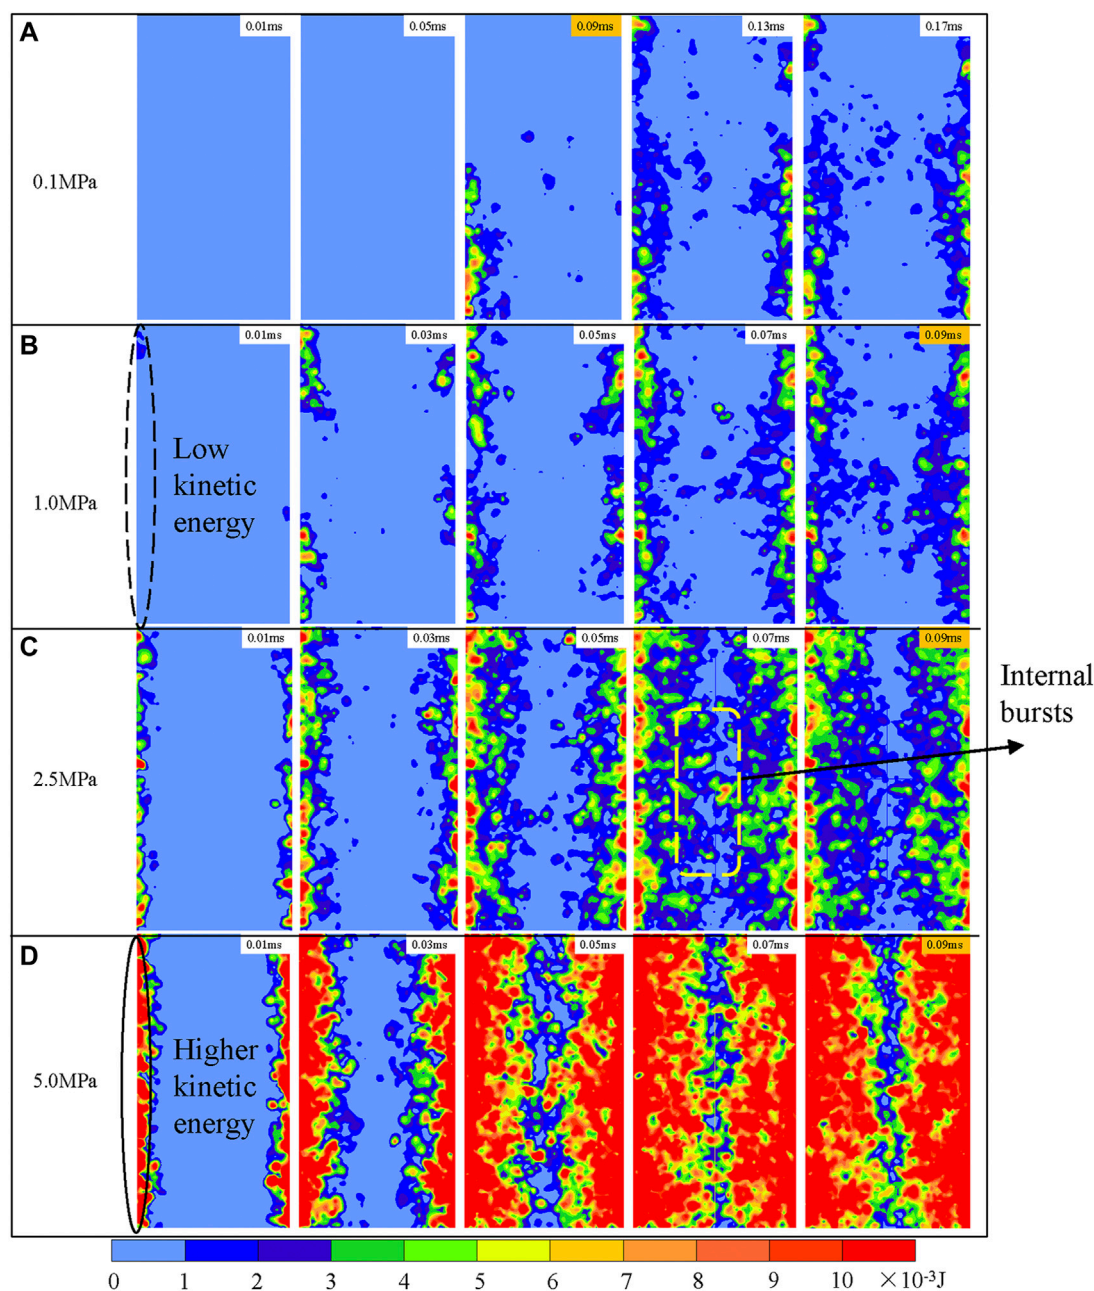 A
0.01ms
0.05ms
0.09ms
0.13ms
0.17ms
0.1MPa
B
0.01ms
0.03ms
0.05ms
0.07ms
0.09ms
Low
kinetic
energy
1.0MPa
C
0.01ms
0.03ms
0.05ms
0.07ms
0.09ms
Internal
bursts
2.5MPa
D
0.01ms
0.03ms
0.05ms
0.07ms
0.09ms
Higher
kinetic
energy
5.0MPa
0 1 2 3 4 5 6 7 8 9 10 ×10⁻³J